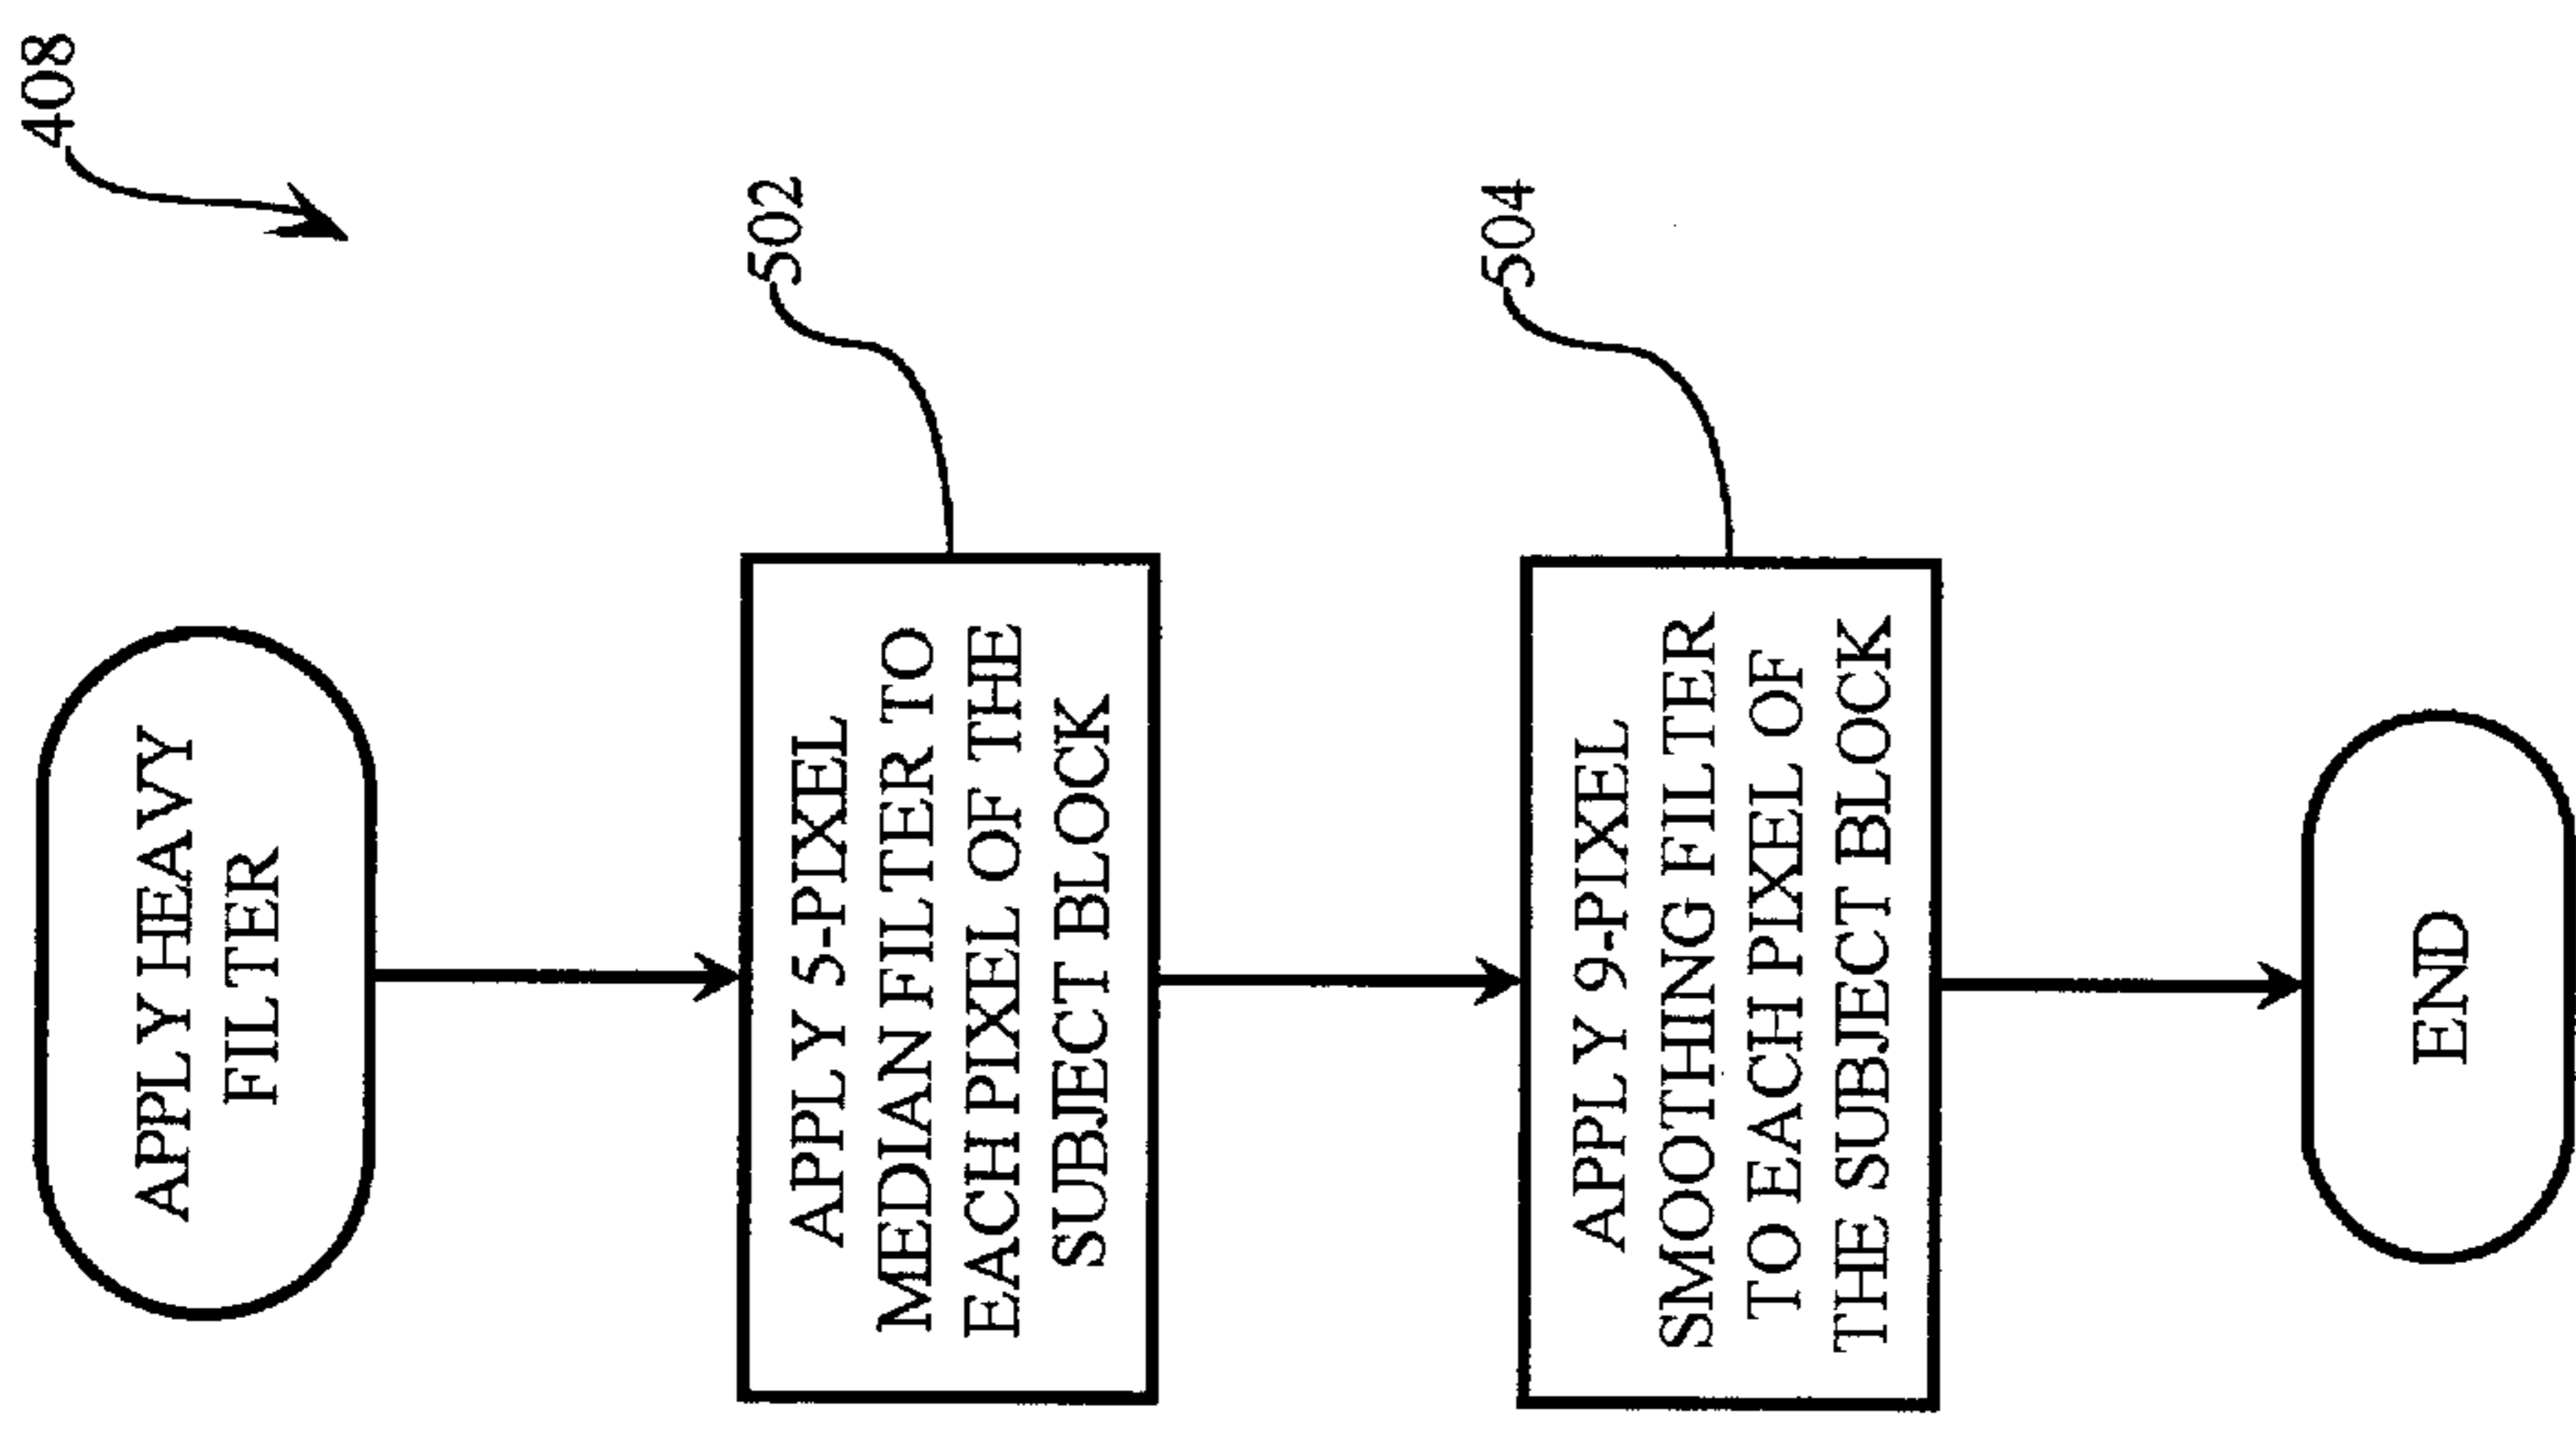 408
APPLY HEAVY
FILTER
502
APPLY 5-PIXEL
MEDIAN FILTER TO
EACH PIXEL OF THE
SUBJECT BLOCK
504
APPLY 9-PIXEL
SMOOTHING FILTER
TO EACH PIXEL OF
THE SUBJECT BLOCK
END